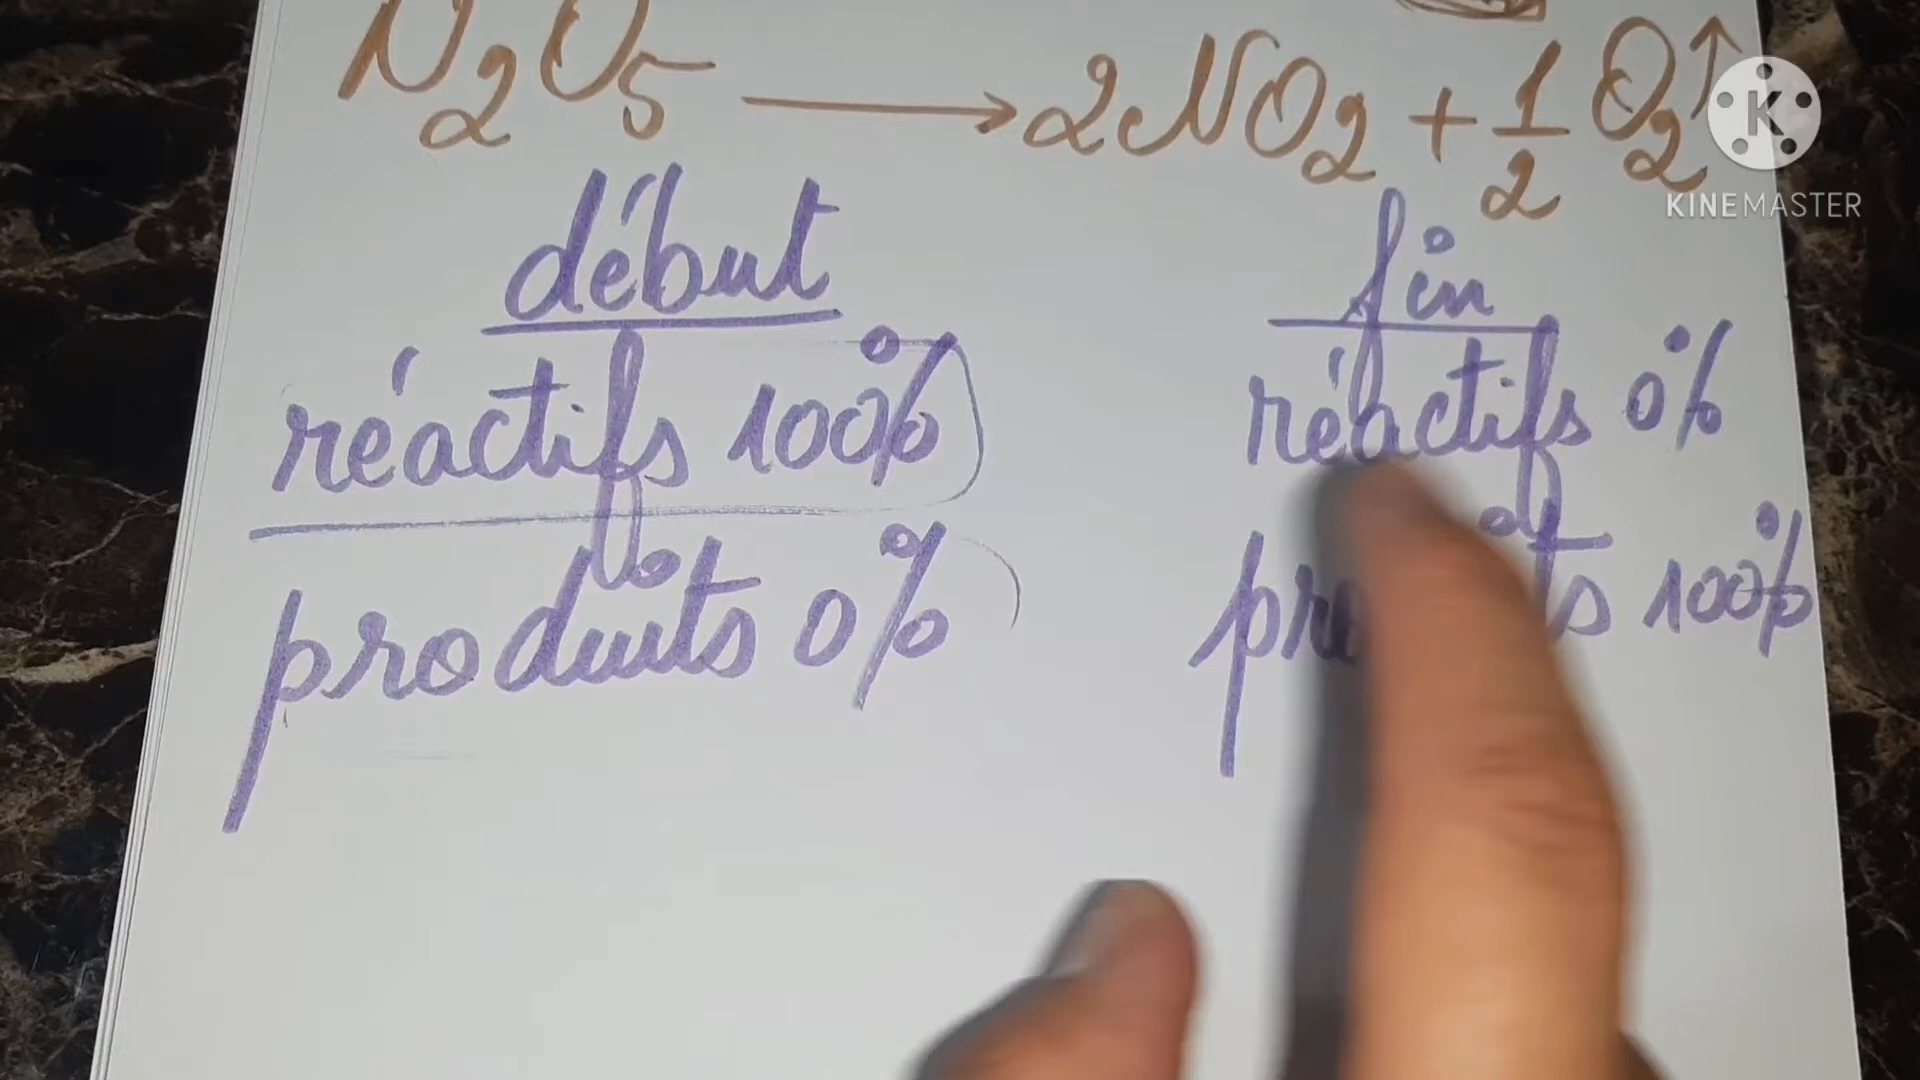 N2O5 → 2NO2 + 1/2 O2↑
K
KINEMASTER
début
fin
réactifs 100%
réactifs 0%
produits 0%
100%